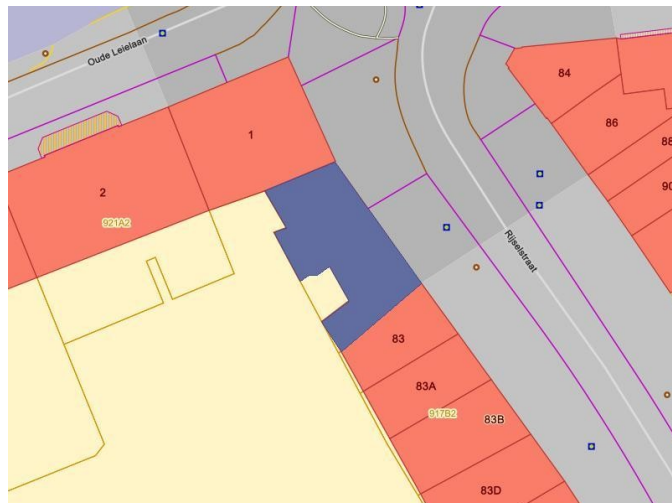 Oude Leielaan
84
1
86
88
2
90
921A2
Rijselstraat
83
83A
917B2
83B
83D